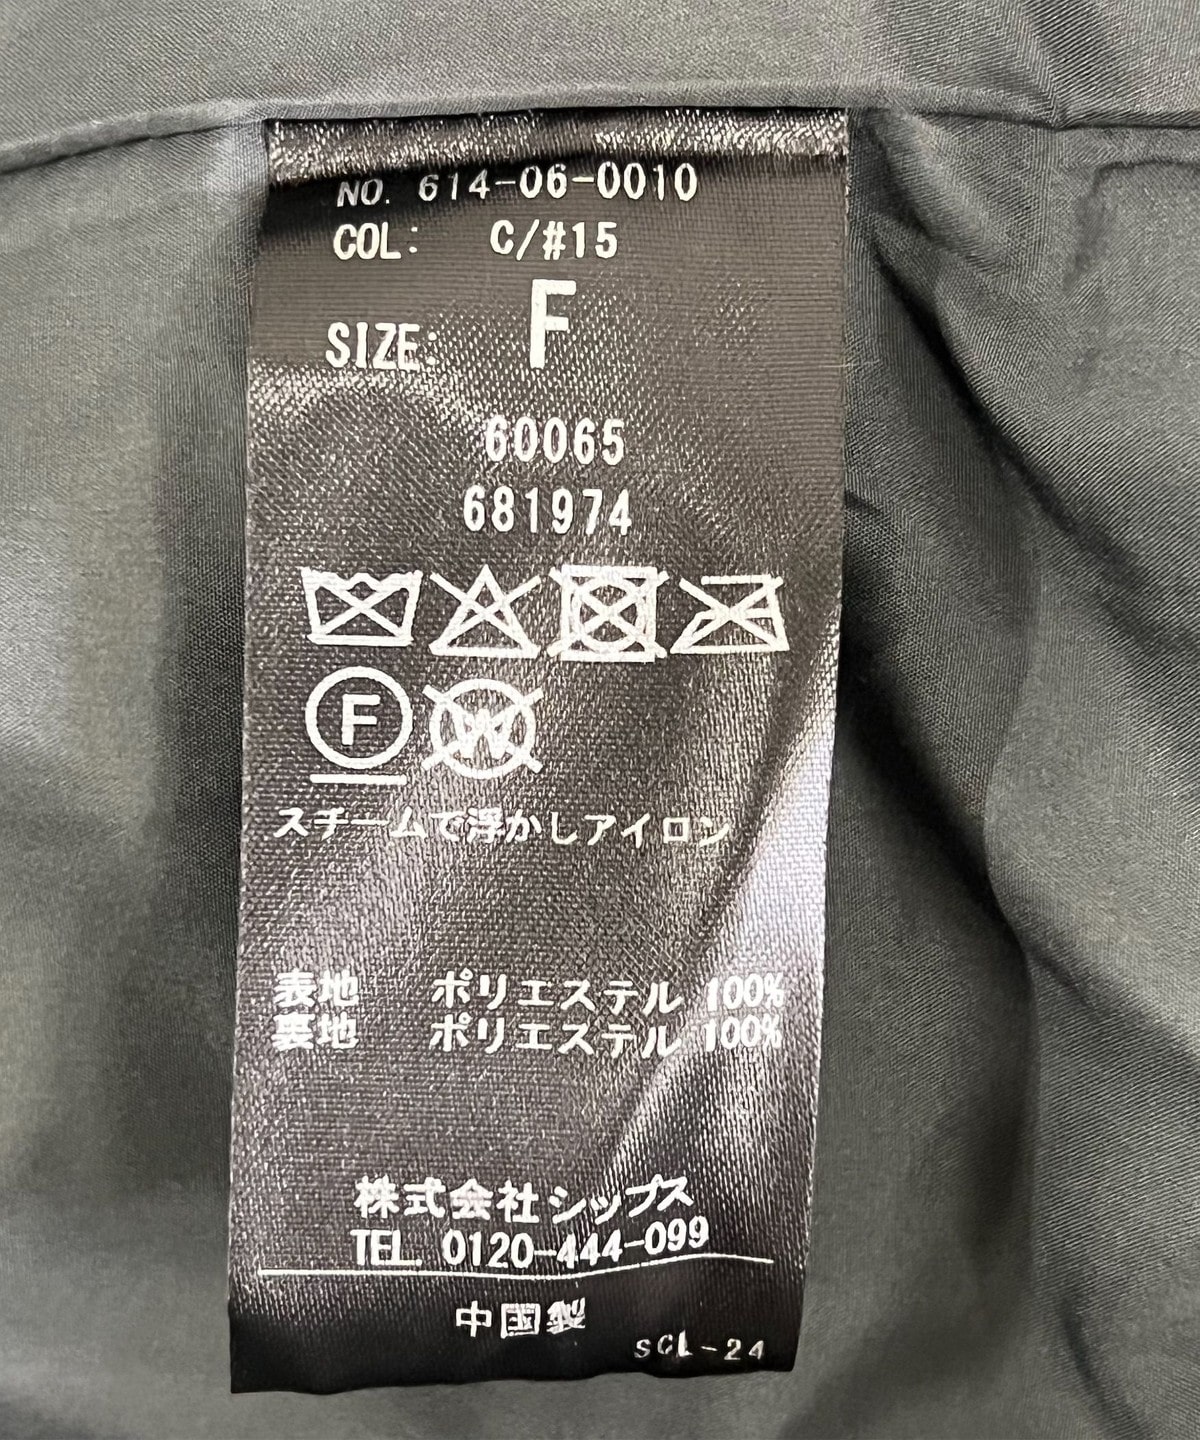 NO. 614-06-0010
COL: C/#15
SIZE: F
60065
681974
F W
スチームで浮かしアイロン
表地 ポリエステル 100%
裏地 ポリエステル 100%
株式会社シップス
TEL. 0120-444-099
中国製
SCL-24